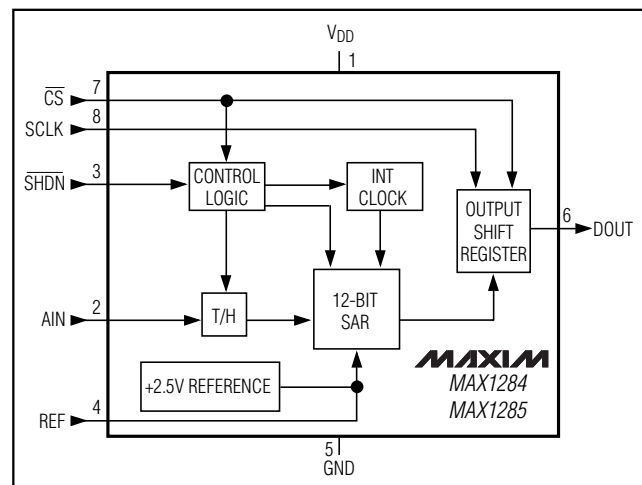 VDD
1
CS
7
SCLK
8
SHDN
3
CONTROL
LOGIC
INT
CLOCK
OUTPUT
SHIFT
REGISTER
6
DOUT
AIN
2
T/H
12-BIT
SAR
+2.5V REFERENCE
MAXIM
MAX1284
MAX1285
REF
4
5
GND